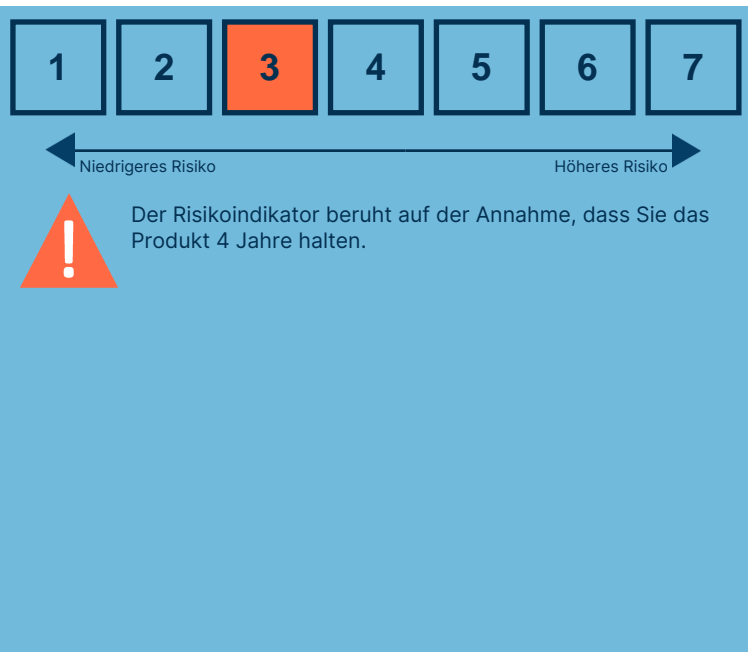 1 2 3 4 5 6 7
Niedrigeres Risiko Höheres Risiko
Der Risikoindikator beruht auf der Annahme, dass Sie das
Produkt 4 Jahre halten.